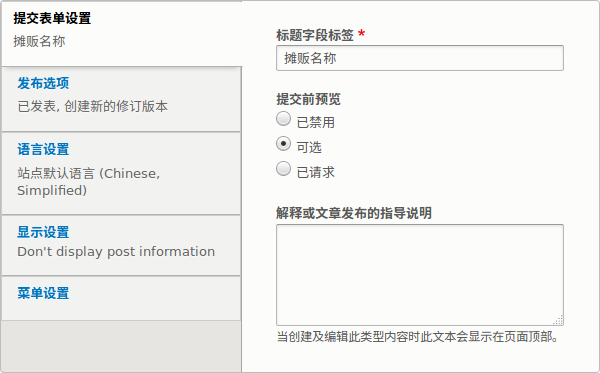 提交表单设置
摊贩名称
发布选项
已发表, 创建新的修订版本
语言设置
站点默认语言 (Chinese,
Simplified)
显示设置
Don't display post information
菜单设置
标题字段标签 *
摊贩名称
提交前预览
已禁用
可选
已请求
解释或文章发布的指导说明
当创建及编辑此类型内容时此文本会显示在页面顶部。